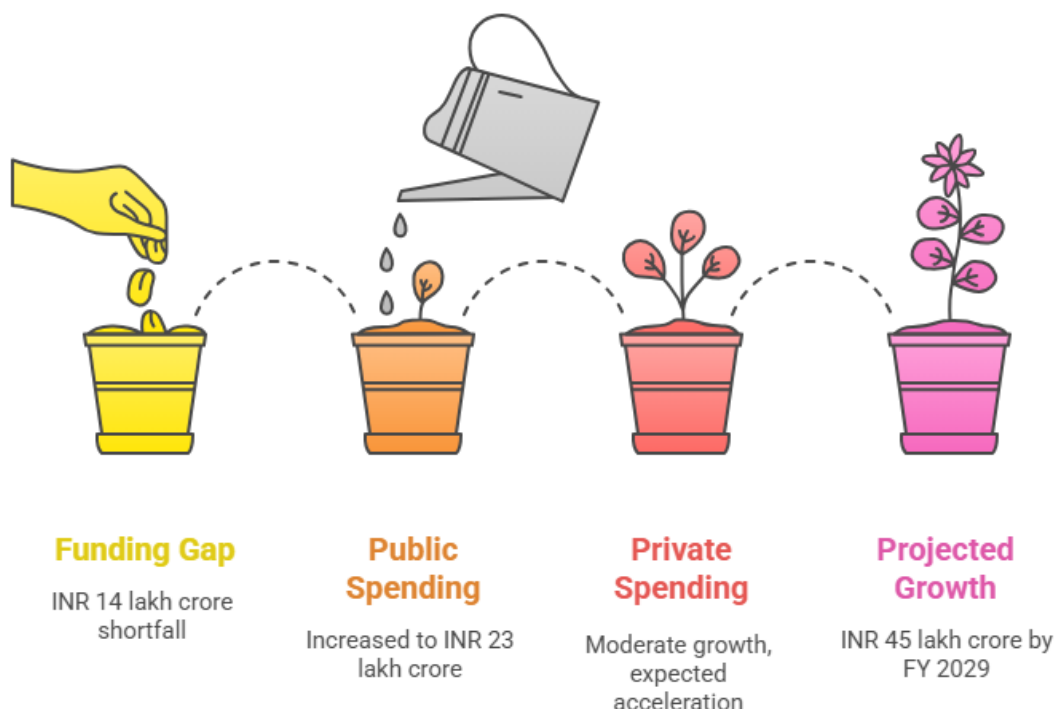 Funding Gap
INR 14 lakh crore
shortfall
Public
Spending
Increased to INR 23
lakh crore
Private
Spending
Moderate growth,
expected
acceleration
Projected
Growth
INR 45 lakh crore by
FY 2029